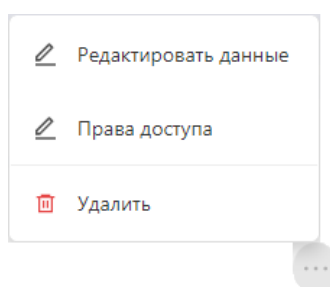 Редактировать данные
Права доступа
Удалить